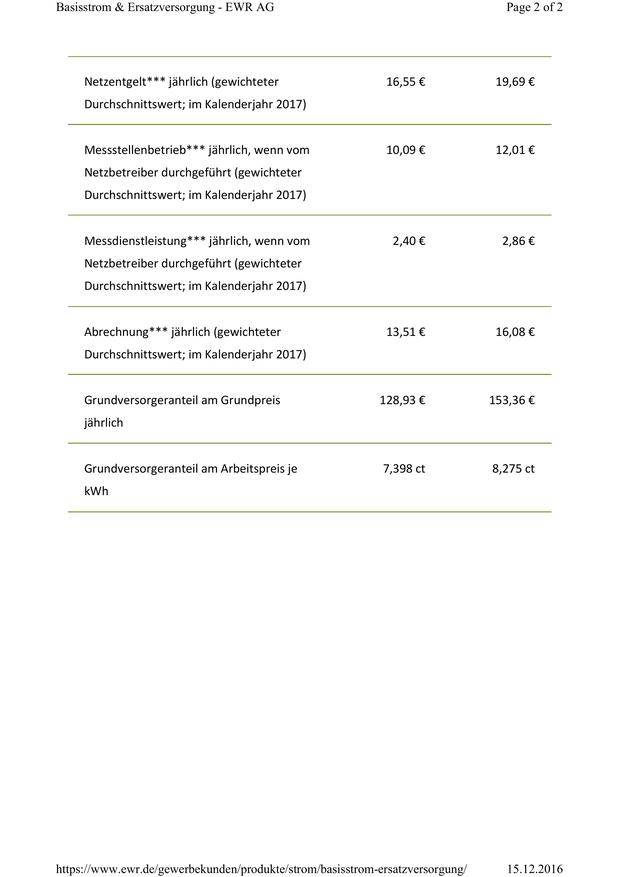 Basisstrom & Ersatzversorgung - EWR AG Page 2 of 2
Netzentgelt*** jährlich (gewichteter 16,55 € 19,69 €
Durchschnittswert; im Kalenderjahr 2017)
Messstellenbetrieb*** jährlich, wenn vom 10,09 € 12,01 €
Netzbetreiber durchgeführt (gewichteter
Durchschnittswert; im Kalenderjahr 2017)
Messdienstleistung*** jährlich, wenn vom 2,40 € 2,86 €
Netzbetreiber durchgeführt (gewichteter
Durchschnittswert; im Kalenderjahr 2017)
Abrechnung*** jährlich (gewichteter 13,51 € 16,08 €
Durchschnittswert; im Kalenderjahr 2017)
Grundversorgeranteil am Grundpreis 128,93 € 153,36 €
jährlich
Grundversorgeranteil am Arbeitspreis je 7,398 ct 8,275 ct
kWh
https://www.ewr.de/gewerbekunden/produkte/strom/basisstrom-ersatzversorgung/ 15.12.2016